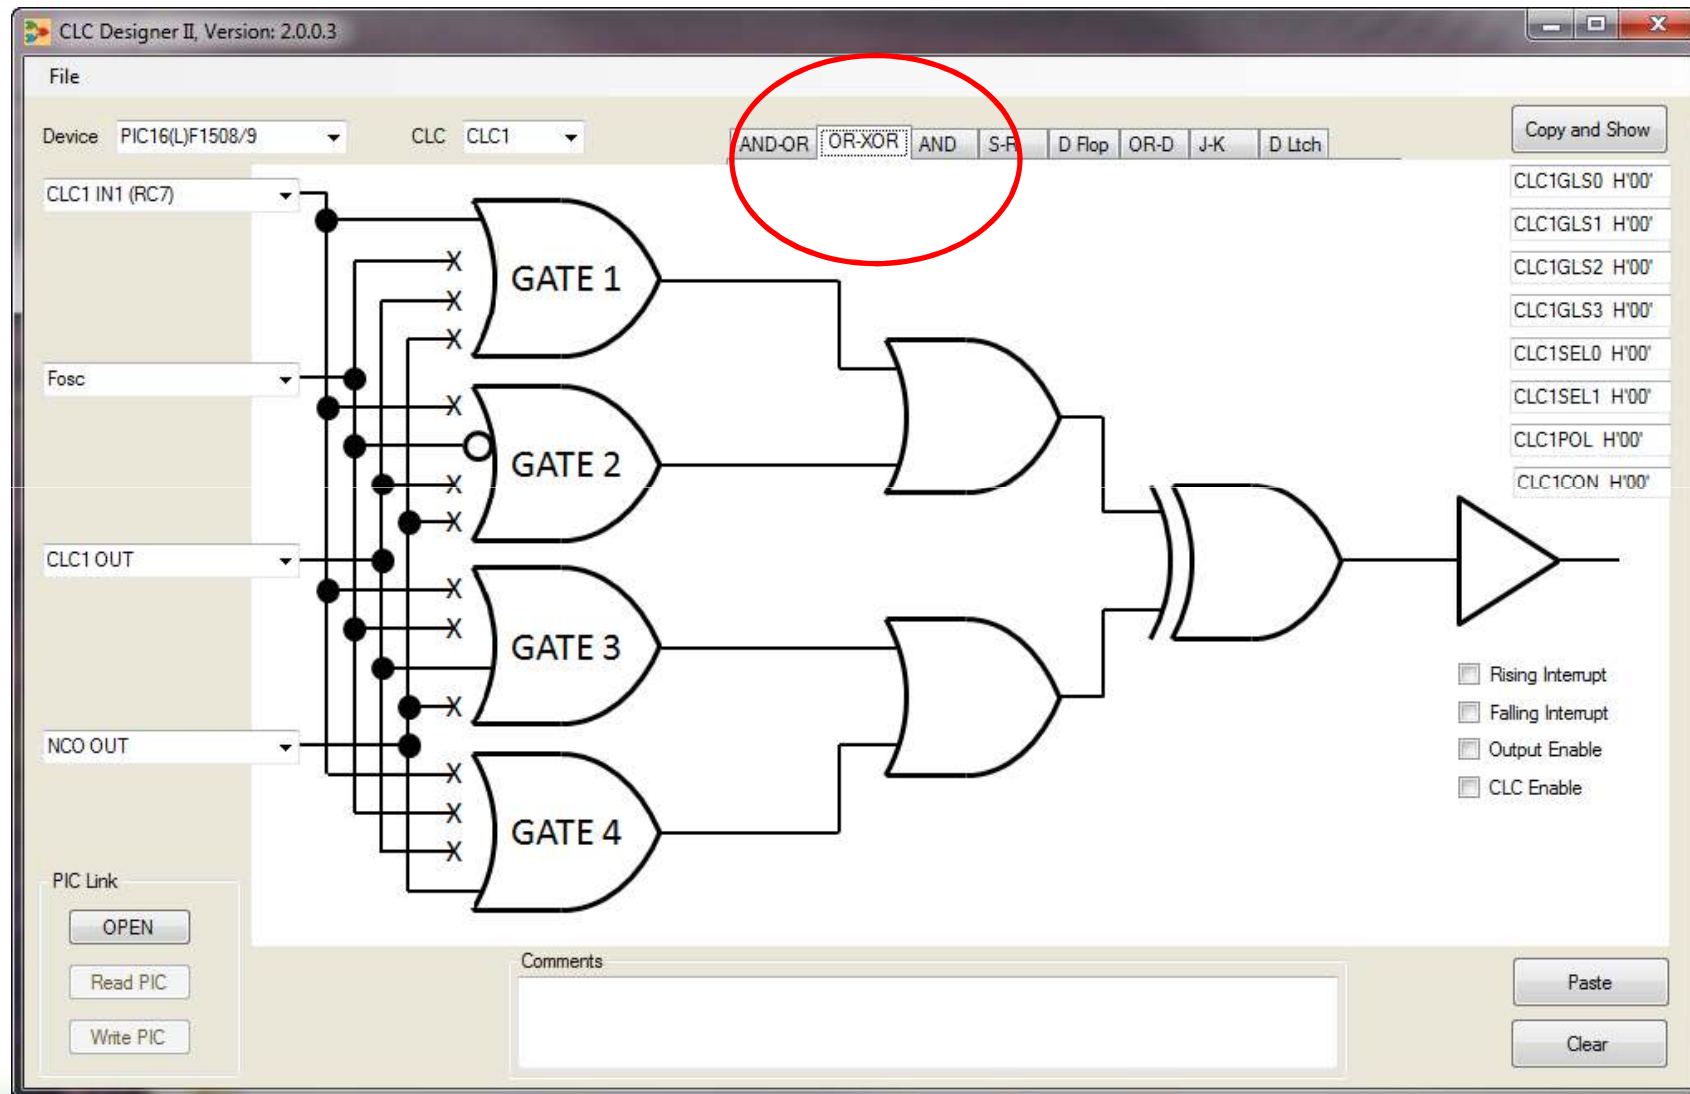 CLC Designer II, Version: 2.0.0.3
File
Device PIC16(L)F1508/9 CLC CLC1
AND-OR OR-XOR AND S-R D Flop OR-D J-K D Ltch
Copy and Show
CLC1 IN1 (RC7)
Fosc
CLC1 OUT
NCO OUT
X
X
X
GATE 1
X
X
X
GATE 2
X
X
X
GATE 3
X
X
X
GATE 4
CLC1GLS0 H'00'
CLC1GLS1 H'00'
CLC1GLS2 H'00'
CLC1GLS3 H'00'
CLC1SEL0 H'00'
CLC1SEL1 H'00'
CLC1POL H'00'
CLC1CON H'00'
Rising Interrupt
Falling Interrupt
Output Enable
CLC Enable
PIC Link
OPEN
Read PIC
Write PIC
Comments
Paste
Clear